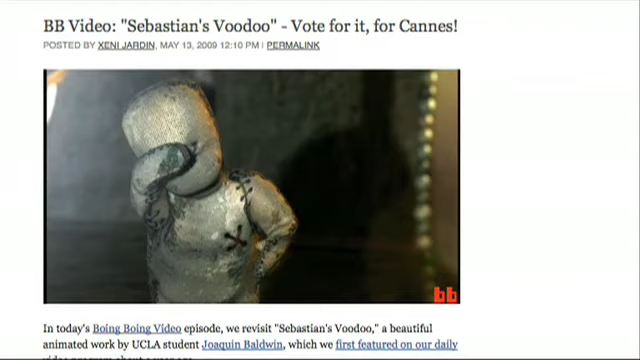 BB Video: "Sebastian's Voodoo" - Vote for it, for Cannes!
POSTED BY XENI JARDIN, MAY 13, 2009 12:10 PM | PERMALINK
bb
In today's Boing Boing Video episode, we revisit "Sebastian's Voodoo," a beautiful
animated work by UCLA student Joaquin Baldwin, which we first featured on our daily